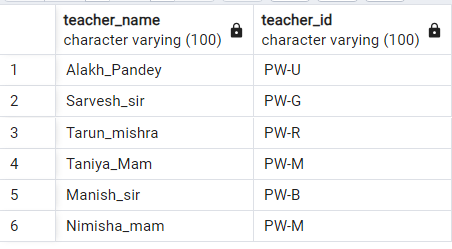 teacher_name teacher_id
character varying (100) character varying (100)
1 Alakh_Pandey PW-U
2 Sarvesh_sir PW-G
3 Tarun_mishra PW-R
4 Taniya_Mam PW-M
5 Manish_sir PW-B
6 Nimisha_mam PW-M